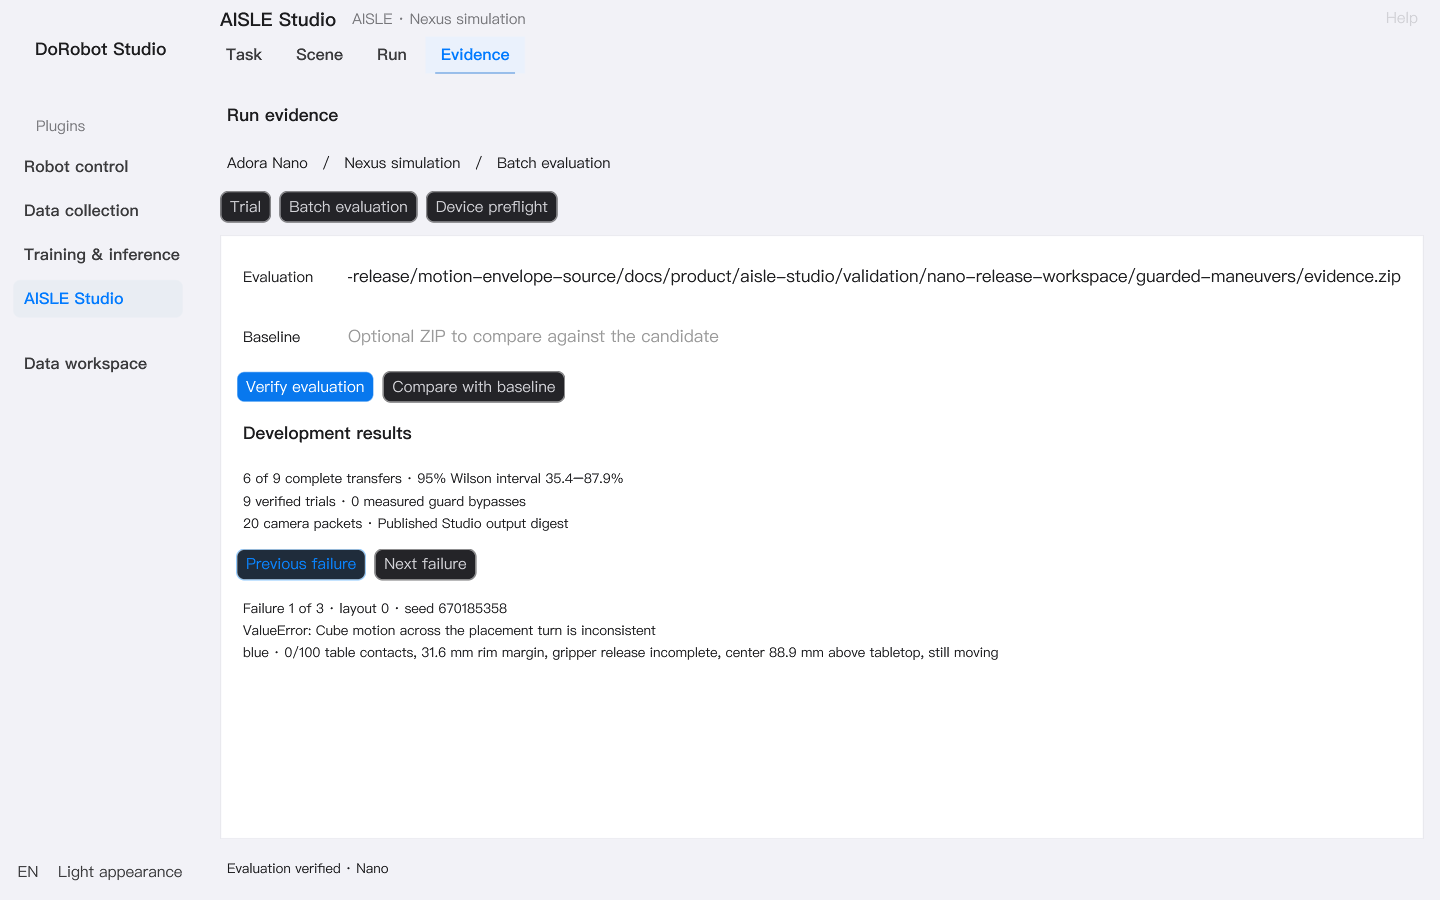 DoRobot Studio
Plugins
Robot control
Data collection
Training & inference
AISLE Studio
Data workspace
EN Light appearance
AISLE Studio AISLE · Nexus simulation
Help
Task Scene Run Evidence
Run evidence
Adora Nano / Nexus simulation / Batch evaluation
Trial Batch evaluation Device preflight
Evaluation -release/motion-envelope-source/docs/product/aisle-studio/validation/nano-release-workspace/guarded-maneuvers/evidence.zip
Baseline Optional ZIP to compare against the candidate
Verify evaluation Compare with baseline
Development results
6 of 9 complete transfers · 95% Wilson interval 35.4–87.9%
9 verified trials · 0 measured guard bypasses
20 camera packets · Published Studio output digest
Previous failure Next failure
Failure 1 of 3 · layout 0 · seed 670185358
ValueError: Cube motion across the placement turn is inconsistent
blue · 0/100 table contacts, 31.6 mm rim margin, gripper release incomplete, center 88.9 mm above tabletop, still moving
Evaluation verified · Nano